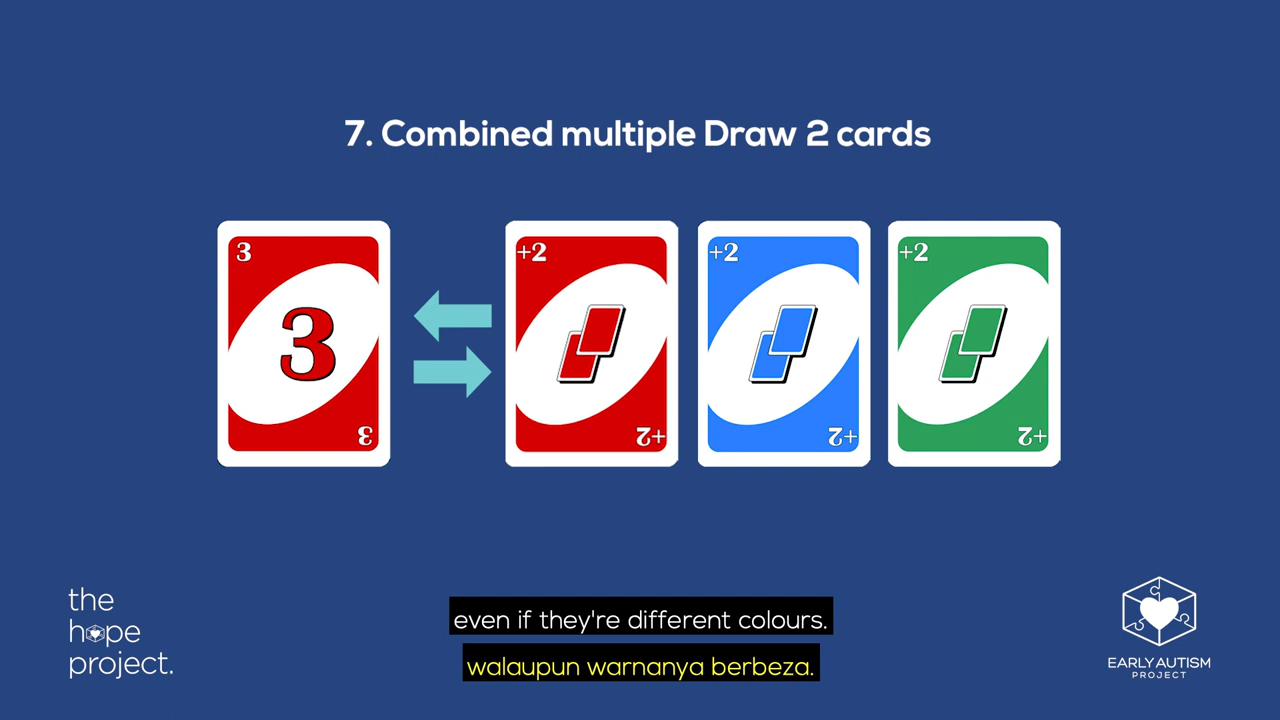 7. Combined multiple Draw 2 cards
3
3
3
+2
+2
+2
+2
+2
+2
the
hope
project.
even if they're different colours.
walaupun warnanya berbeza.
EARLY AUTISM
PROJECT